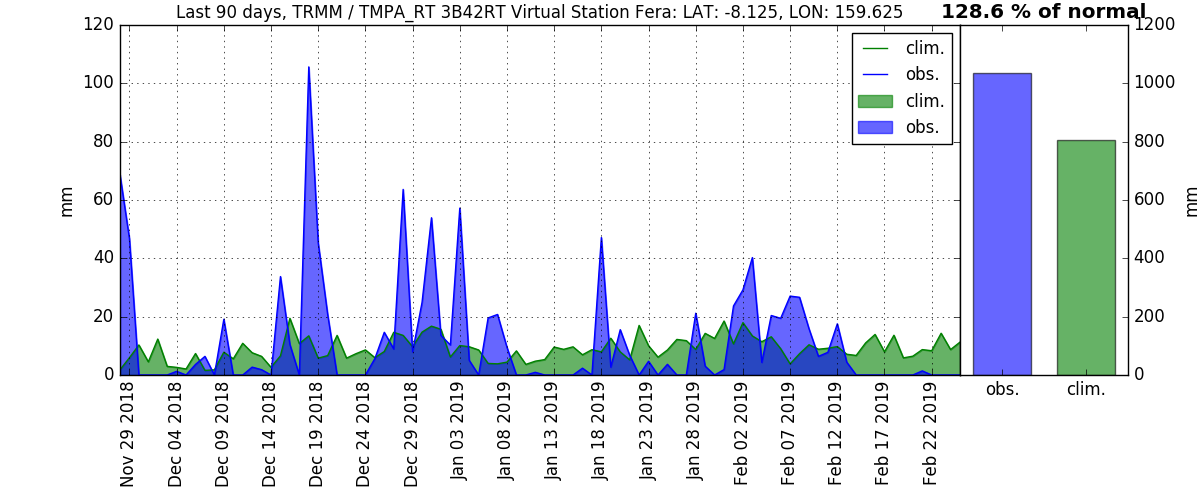 Last 90 days, TRMM / TMPA_RT 3B42RT Virtual Station Fera: LAT: -8.125, LON: 159.625
128.6 % of normal
120
100
80
60
40
20
0
mm
clim.
obs.
clim.
obs.
1200
1000
800
600
400
200
0
mm
Nov 29 2018
Dec 04 2018
Dec 09 2018
Dec 14 2018
Dec 19 2018
Dec 24 2018
Dec 29 2018
Jan 03 2019
Jan 08 2019
Jan 13 2019
Jan 18 2019
Jan 23 2019
Jan 28 2019
Feb 02 2019
Feb 07 2019
Feb 12 2019
Feb 17 2019
Feb 22 2019
obs.
clim.